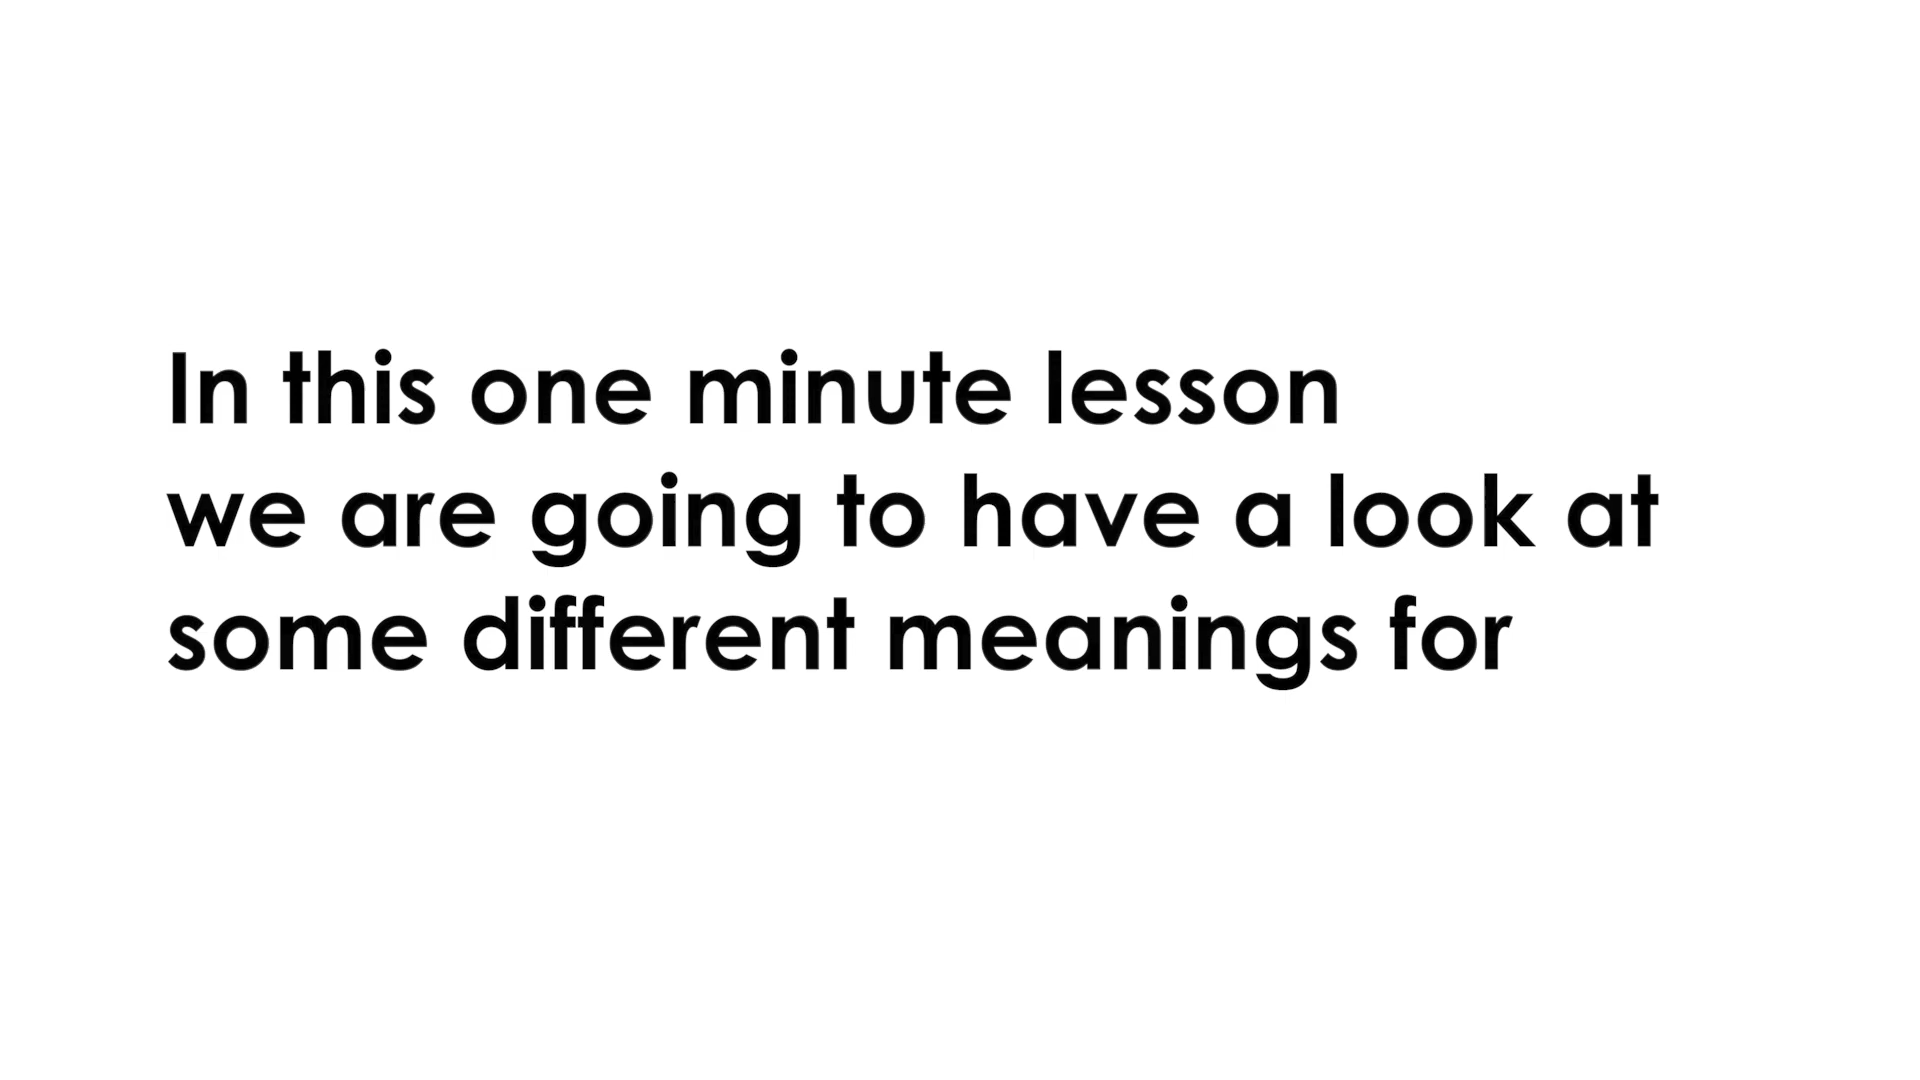 In this one minute lesson
we are going to have a look at
some different meanings for